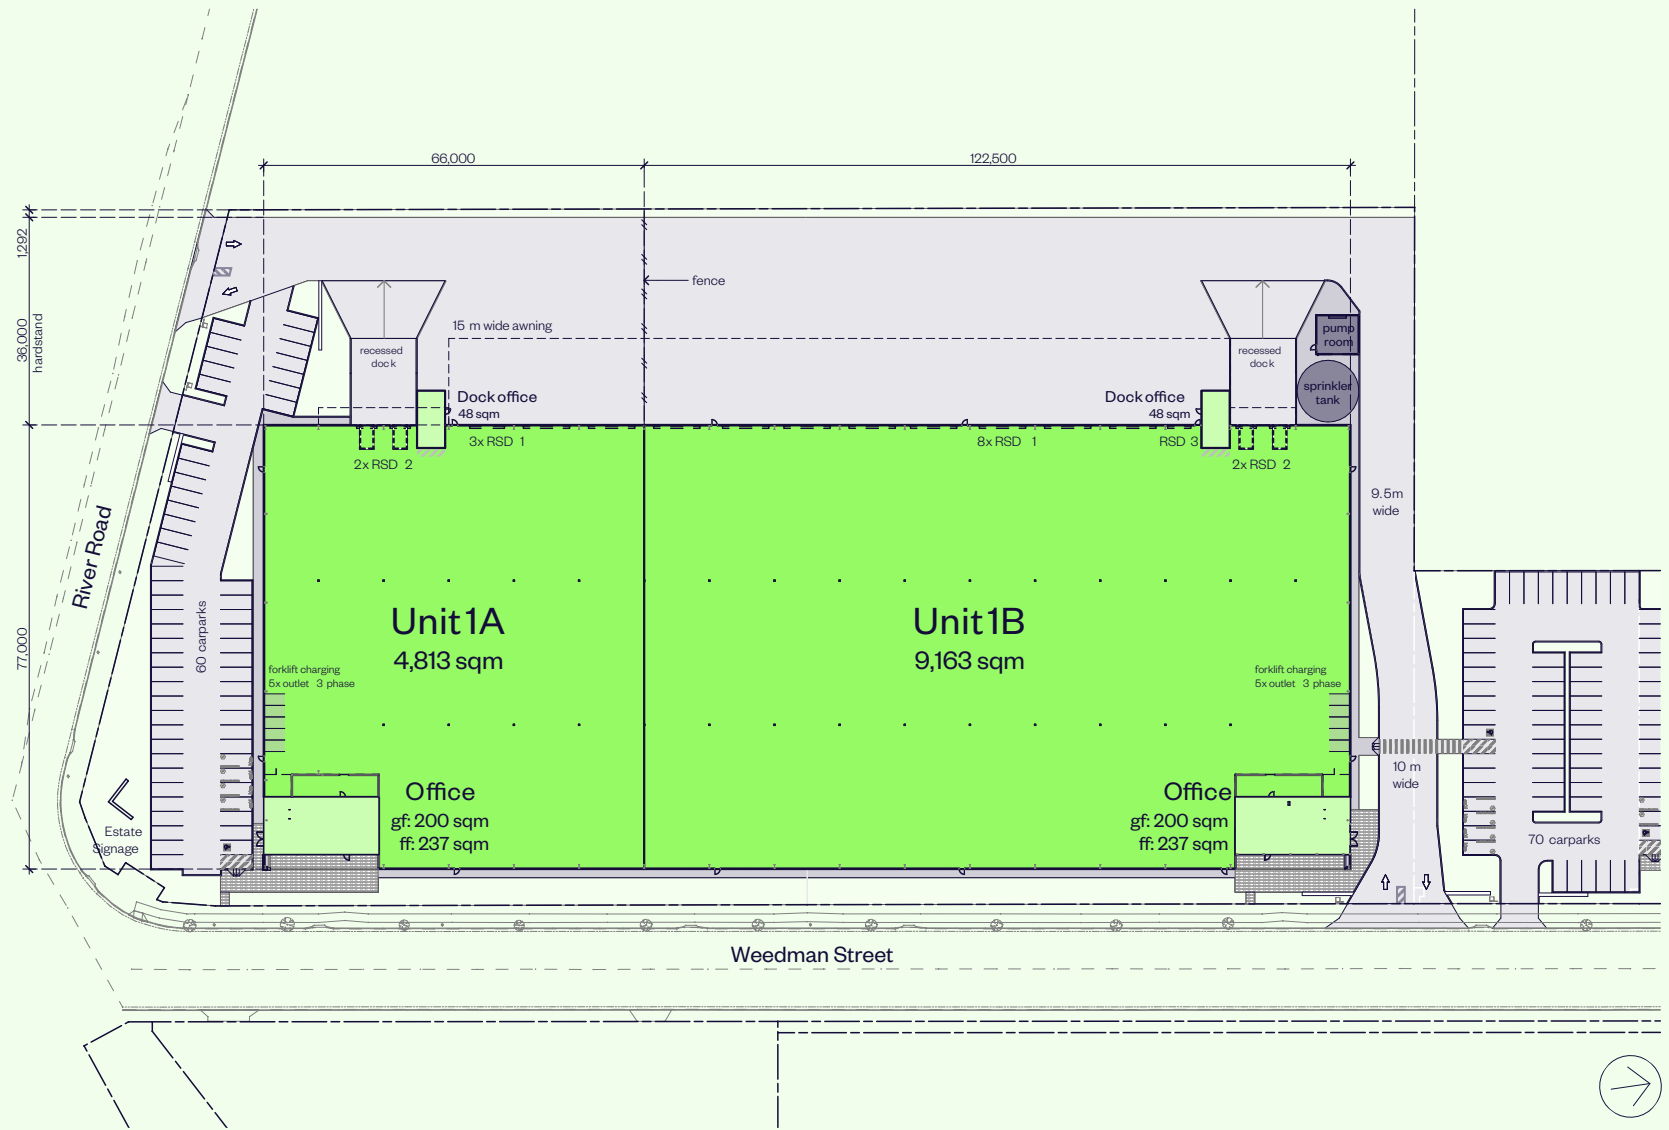 66,000
122,500
1292
36,000
hardstand
fence
15 m wide awning
recessed
dock
recessed
dock
pump
room
sprinkler
tank
Dock office
48 sqm
Dock office
48 sqm
3x RSD 1
8x RSD 1
RSD 3
2x RSD 2
2x RSD 2
9.5m
wide
River Road
60 carparks
77,000
Unit 1A
4,813 sqm
Unit 1B
9,163 sqm
forklift charging
5x outlet 3 phase
forklift charging
5x outlet 3 phase
10 m
wide
Office
gf: 200 sqm
ff: 237 sqm
Office
gf: 200 sqm
ff: 237 sqm
Estate
Signage
70 carparks
Weedman Street